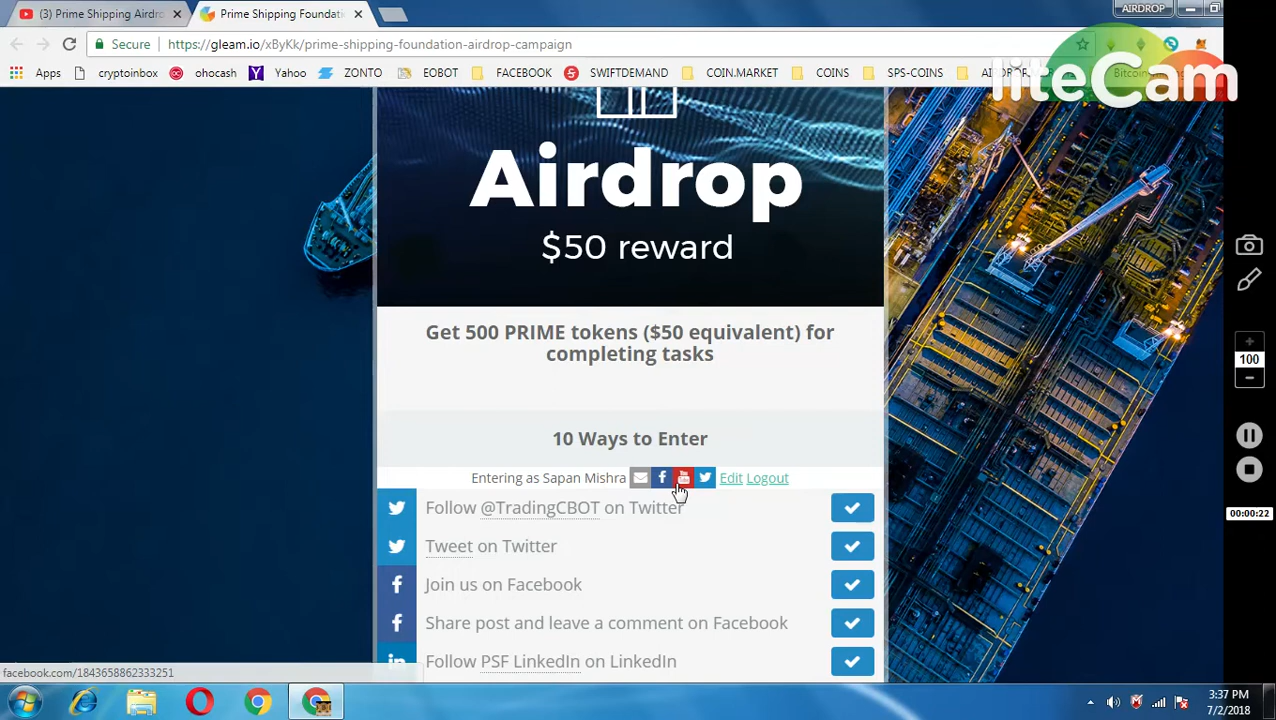 (3) Prime Shipping Airdro
Prime Shipping Foundati
AIRDROP
Secure
https://gleam.io/xByKk/prime-shipping-foundation-airdrop-campaign
Apps
cryptoinbox
ohocash
Yahoo
ZONTO
EOBOT
FACEBOOK
SWIFTDEMAND
COIN.MARKET
COINS
SPS-COINS
liteCam
Airdrop
$50 reward
Get 500 PRIME tokens ($50 equivalent) for
completing tasks
10 Ways to Enter
Entering as Sapan Mishra
Edit Logout
Follow @TradingCBOT on Twitter
Tweet on Twitter
Join us on Facebook
Share post and leave a comment on Facebook
Follow PSF LinkedIn on LinkedIn
facebook.com/1843658862333251
100
00:00:22
3:37 PM
7/2/2018